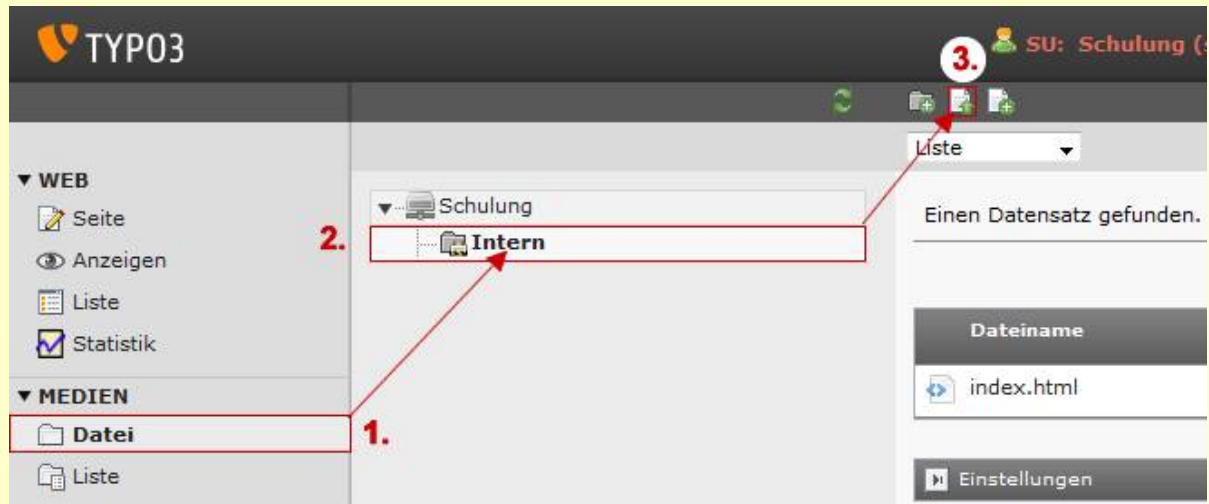 TYPO3
SU: Schulung (
3.
Liste
WEB
Seite
Anzeigen
Liste
Statistik
MEDIEN
Datei
Liste
1.
2.
Schulung
Intern
Einen Datensatz gefunden.
Dateiname
index.html
Einstellungen